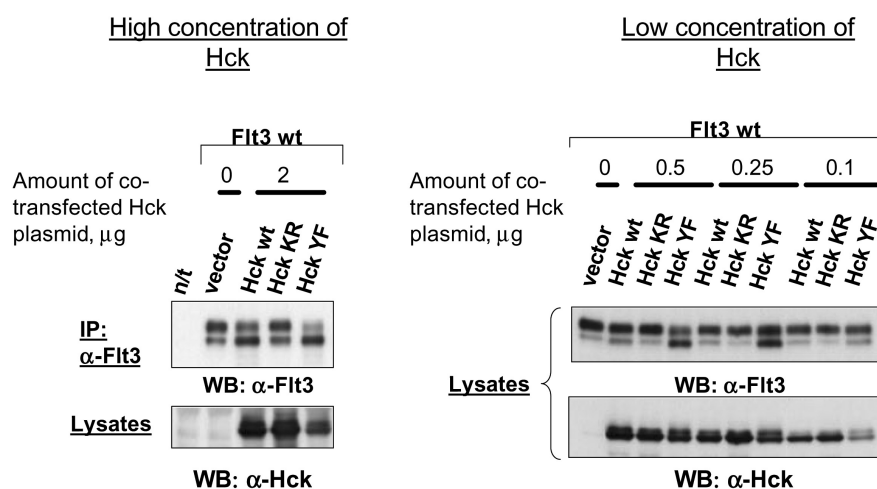 High concentration of
Hck
Flt3 wt
0 2
Amount of co-
transfected Hck
plasmid, µg
n/t vector Hck wt Hck KR Hck YF
IP:
α-Flt3
WB: α-Flt3
Lysates
WB: α-Hck
Low concentration of
Hck
Flt3 wt
0 0.5 0.25 0.1
Amount of co-
transfected Hck
plasmid, µg
vector Hck wt Hck KR Hck YF Hck wt Hck KR Hck YF Hck wt Hck KR Hck YF
Lysates
WB: α-Flt3
WB: α-Hck